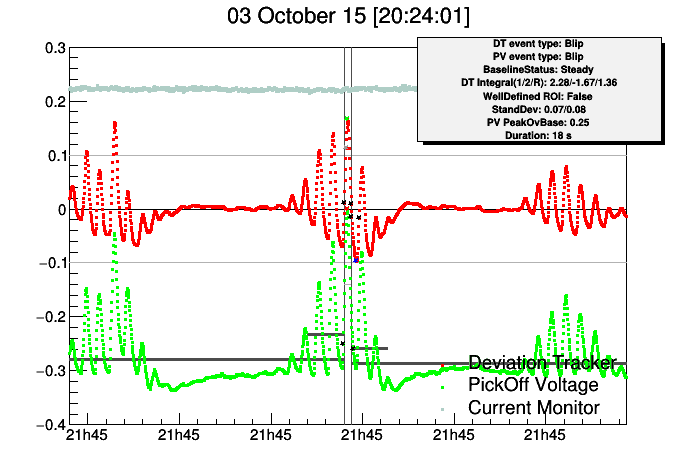 03 October 15 [20:24:01]
DT event type: Blip
PV event type: Blip
BaselineStatus: Steady
DT Integral(1/2/R): 2.28/-1.67/1.36
WellDefined ROI: False
StandDev: 0.07/0.08
PV PeakOvBase: 0.25
Duration: 18 s
0.3
0.2
0.1
0
−0.1
−0.2
−0.3
−0.4
Deviation Tracker
PickOff Voltage
Current Monitor
21h45 21h45 21h45 21h45 21h45 21h45